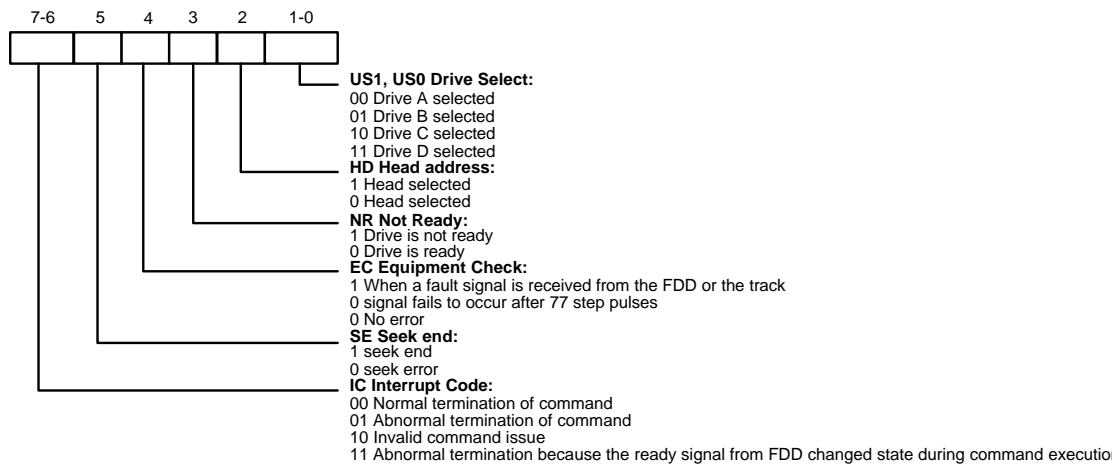 7-6 5 4 3 2 1-0
US1, US0 Drive Select:
00 Drive A selected
01 Drive B selected
10 Drive C selected
11 Drive D selected
HD Head address:
1 Head selected
0 Head selected
NR Not Ready:
1 Drive is not ready
0 Drive is ready
EC Equipment Check:
1 When a fault signal is received from the FDD or the track
0 signal fails to occur after 77 step pulses
0 No error
SE Seek end:
1 seek end
0 seek error
IC Interrupt Code:
00 Normal termination of command
01 Abnormal termination of command
10 Invalid command issue
11 Abnormal termination because the ready signal from FDD changed state during command executio